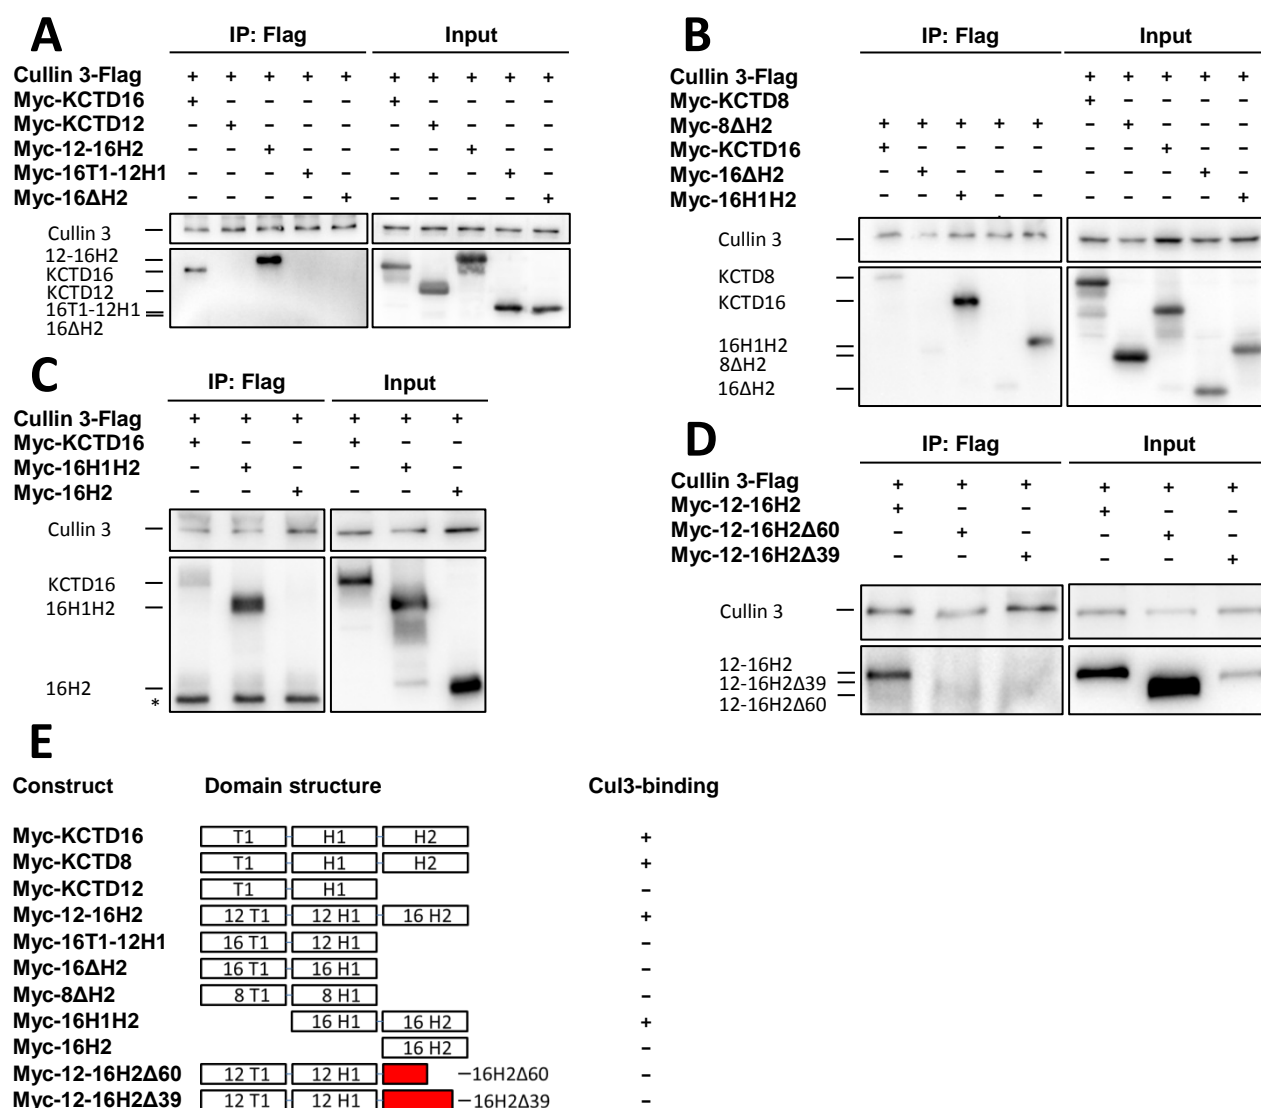 A
IP: Flag Input
Cullin 3-Flag + + + + + + + + + +
Myc-KCTD16 + – – – – + – – – –
Myc-KCTD12 – + – – – – + – – –
Myc-12-16H2 – – + – – – – + – –
Myc-16T1-12H1 – – – + – – – – + –
Myc-16ΔH2 – – – – + – – – – +
Cullin 3
12-16H2
KCTD16
KCTD12
16T1-12H1
16ΔH2
B
IP: Flag Input
Cullin 3-Flag + + + + +
Myc-KCTD8 + – – – –
Myc-8ΔH2 + + + + + – + – – –
Myc-KCTD16 + – – – – – – + – –
Myc-16ΔH2 – + – – – – – – + –
Myc-16H1H2 – – + – – – – – – +
Cullin 3
KCTD8
KCTD16
16H1H2
8ΔH2
16ΔH2
C
IP: Flag Input
Cullin 3-Flag + + + + + +
Myc-KCTD16 + – – + – –
Myc-16H1H2 – + – – + –
Myc-16H2 – – + – – +
Cullin 3
KCTD16
16H1H2
16H2
*
D
IP: Flag Input
Cullin 3-Flag + + + + + +
Myc-12-16H2 + – – + – –
Myc-12-16H2Δ60 – + – – + –
Myc-12-16H2Δ39 – – + – – +
Cullin 3
12-16H2
12-16H2Δ39
12-16H2Δ60
E
Construct Domain structure Cul3-binding
Myc-KCTD16 T1 H1 H2 +
Myc-KCTD8 T1 H1 H2 +
Myc-KCTD12 T1 H1 –
Myc-12-16H2 12 T1 12 H1 16 H2 +
Myc-16T1-12H1 16 T1 12 H1 –
Myc-16ΔH2 16 T1 16 H1 –
Myc-8ΔH2 8 T1 8 H1 –
Myc-16H1H2 16 H1 16 H2 +
Myc-16H2 16 H2 –
Myc-12-16H2Δ60 12 T1 12 H1 –16H2Δ60 –
Myc-12-16H2Δ39 12 T1 12 H1 –16H2Δ39 –